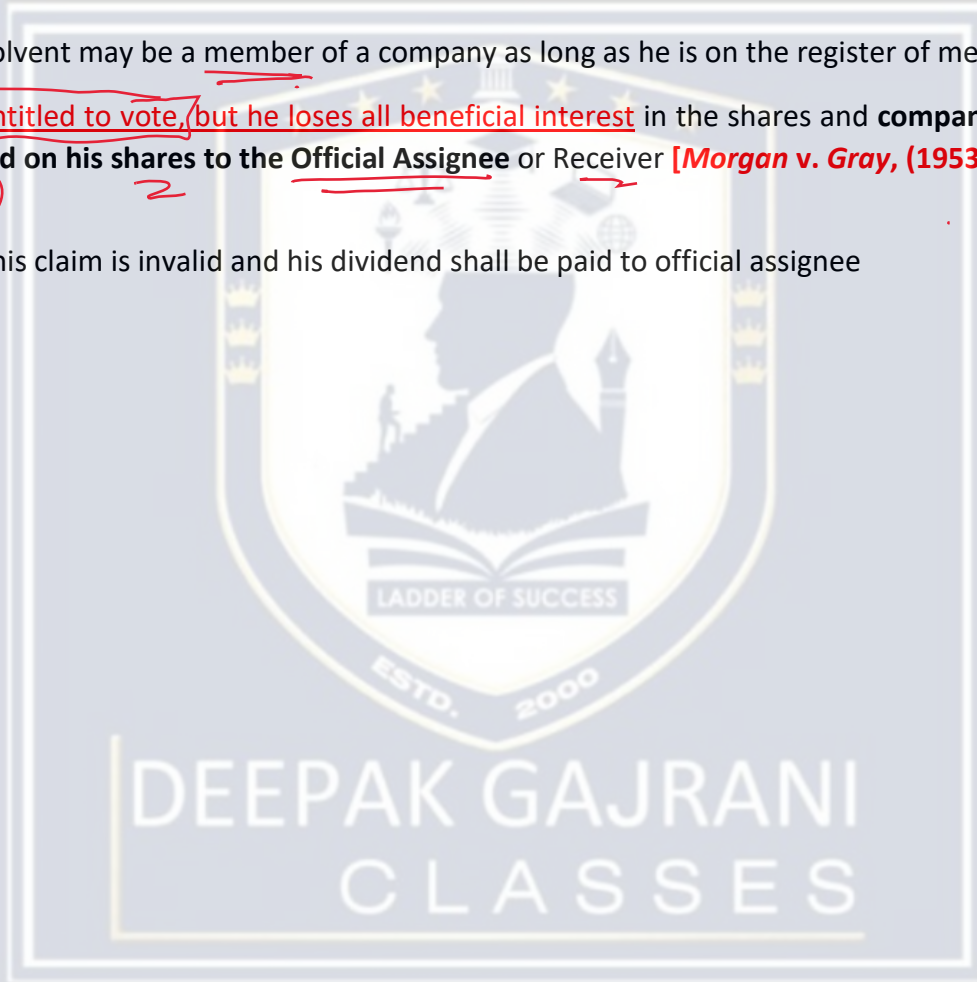 olvent may be a member of a company as long as he is on the register of me
ntitled to vote, but he loses all beneficial interest in the shares and compan
d on his shares to the Official Assignee or Receiver [Morgan v. Gray, (1953
)
his claim is invalid and his dividend shall be paid to official assignee
LADDER OF SUCCESS
ESTD. 2000
DEEPAK GAJRANI
CLASSES